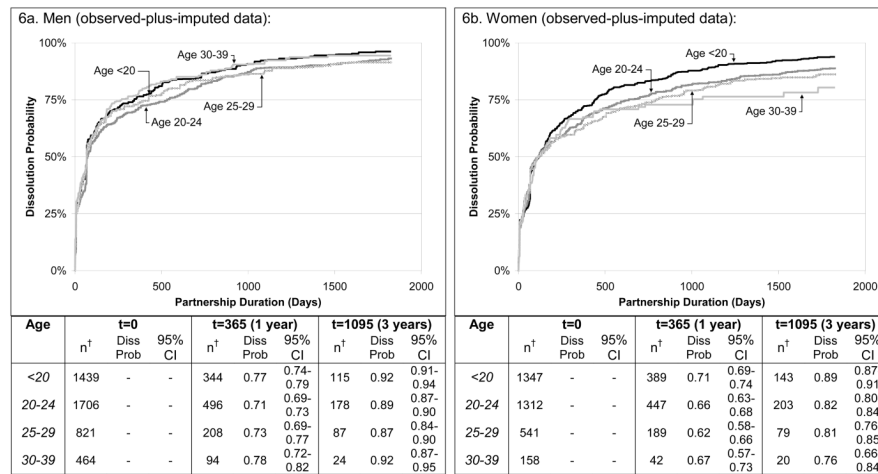 6a. Men (observed-plus-imputed data):
100%
75%
50%
25%
0%
Dissolution Probability
Age <20
Age 30-39
Age 20-24
Age 25-29
0 500 1000 1500 2000
Partnership Duration (Days)
Age t=0 t=365 (1 year) t=1095 (3 years)
n† Diss Prob 95% CI n† Diss Prob 95% CI n† Diss Prob 95% CI
<20 1439 - - 344 0.77 0.74-0.79 115 0.92 0.91-0.94
20-24 1706 - - 496 0.71 0.69-0.73 178 0.89 0.87-0.90
25-29 821 - - 208 0.73 0.69-0.77 87 0.87 0.84-0.90
30-39 464 - - 94 0.78 0.72-0.82 24 0.92 0.87-0.95
6b. Women (observed-plus-imputed data):
100%
75%
50%
25%
0%
Dissolution Probability
Age <20
Age 20-24
Age 25-29
Age 30-39
0 500 1000 1500 2000
Partnership Duration (Days)
Age t=0 t=365 (1 year) t=1095 (3 years)
n† Diss Prob 95% CI n† Diss Prob 95% CI n† Diss Prob 95% CI
<20 1347 - - 389 0.71 0.69-0.74 143 0.89 0.87-0.91
20-24 1312 - - 447 0.66 0.63-0.68 203 0.82 0.80-0.84
25-29 541 - - 189 0.62 0.58-0.66 79 0.81 0.76-0.85
30-39 158 - - 42 0.67 0.57-0.73 20 0.76 0.66-0.84